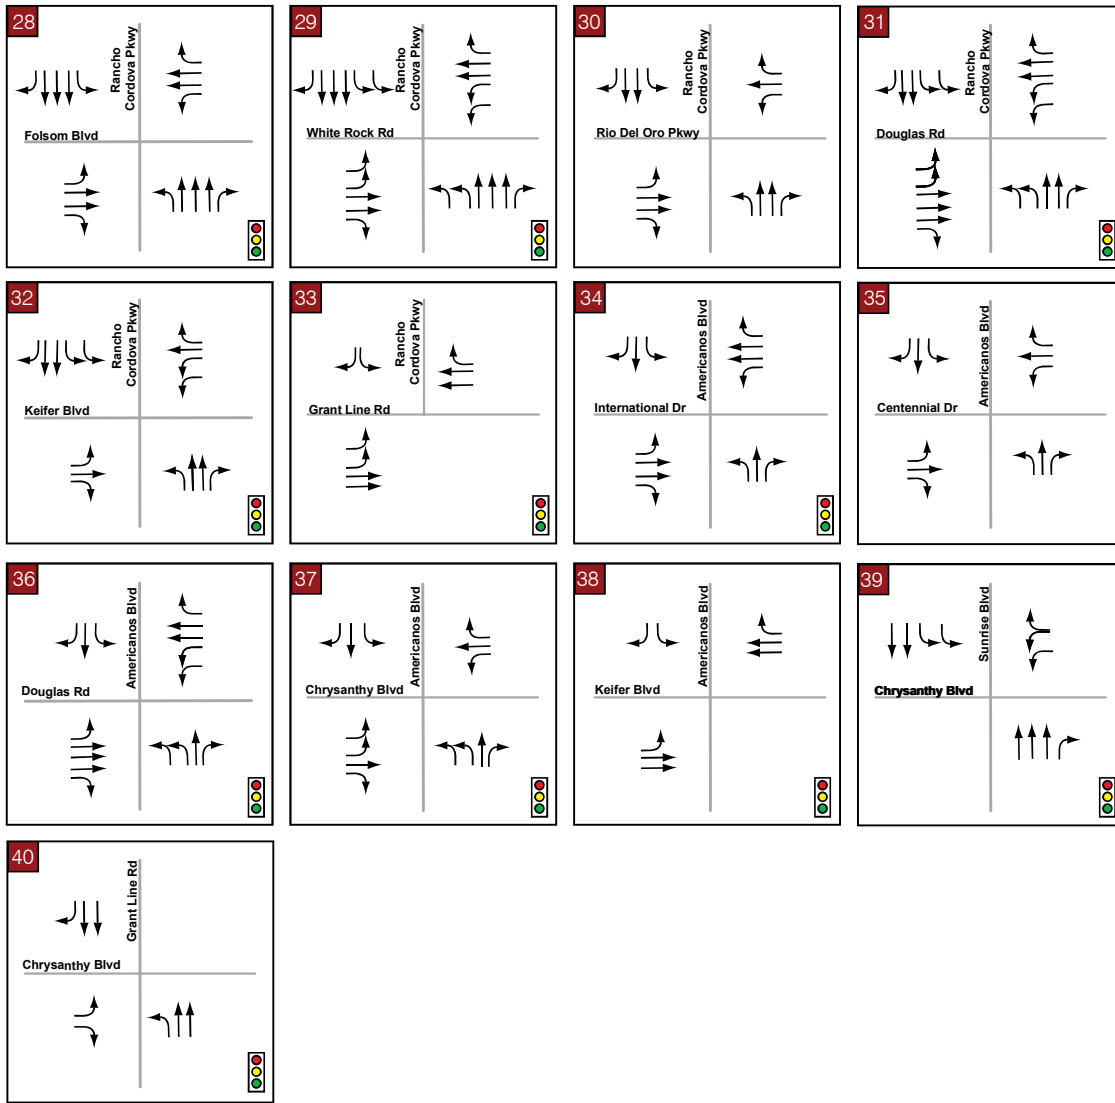 28
Rancho
Cordova Pkwy
Folsom Blvd
29
Rancho
Cordova Pkwy
White Rock Rd
30
Rancho
Cordova Pkwy
Rio Del Oro Pkwy
31
Rancho
Cordova Pkwy
Douglas Rd
32
Rancho
Cordova Pkwy
Keifer Blvd
33
Rancho
Cordova Pkwy
Grant Line Rd
34
Americanos Blvd
International Dr
35
Americanos Blvd
Centennial Dr
36
Americanos Blvd
Douglas Rd
37
Americanos Blvd
Chrysanthy Blvd
38
Americanos Blvd
Keifer Blvd
39
Sunrise Blvd
Chrysanthy Blvd
40
Grant Line Rd
Chrysanthy Blvd